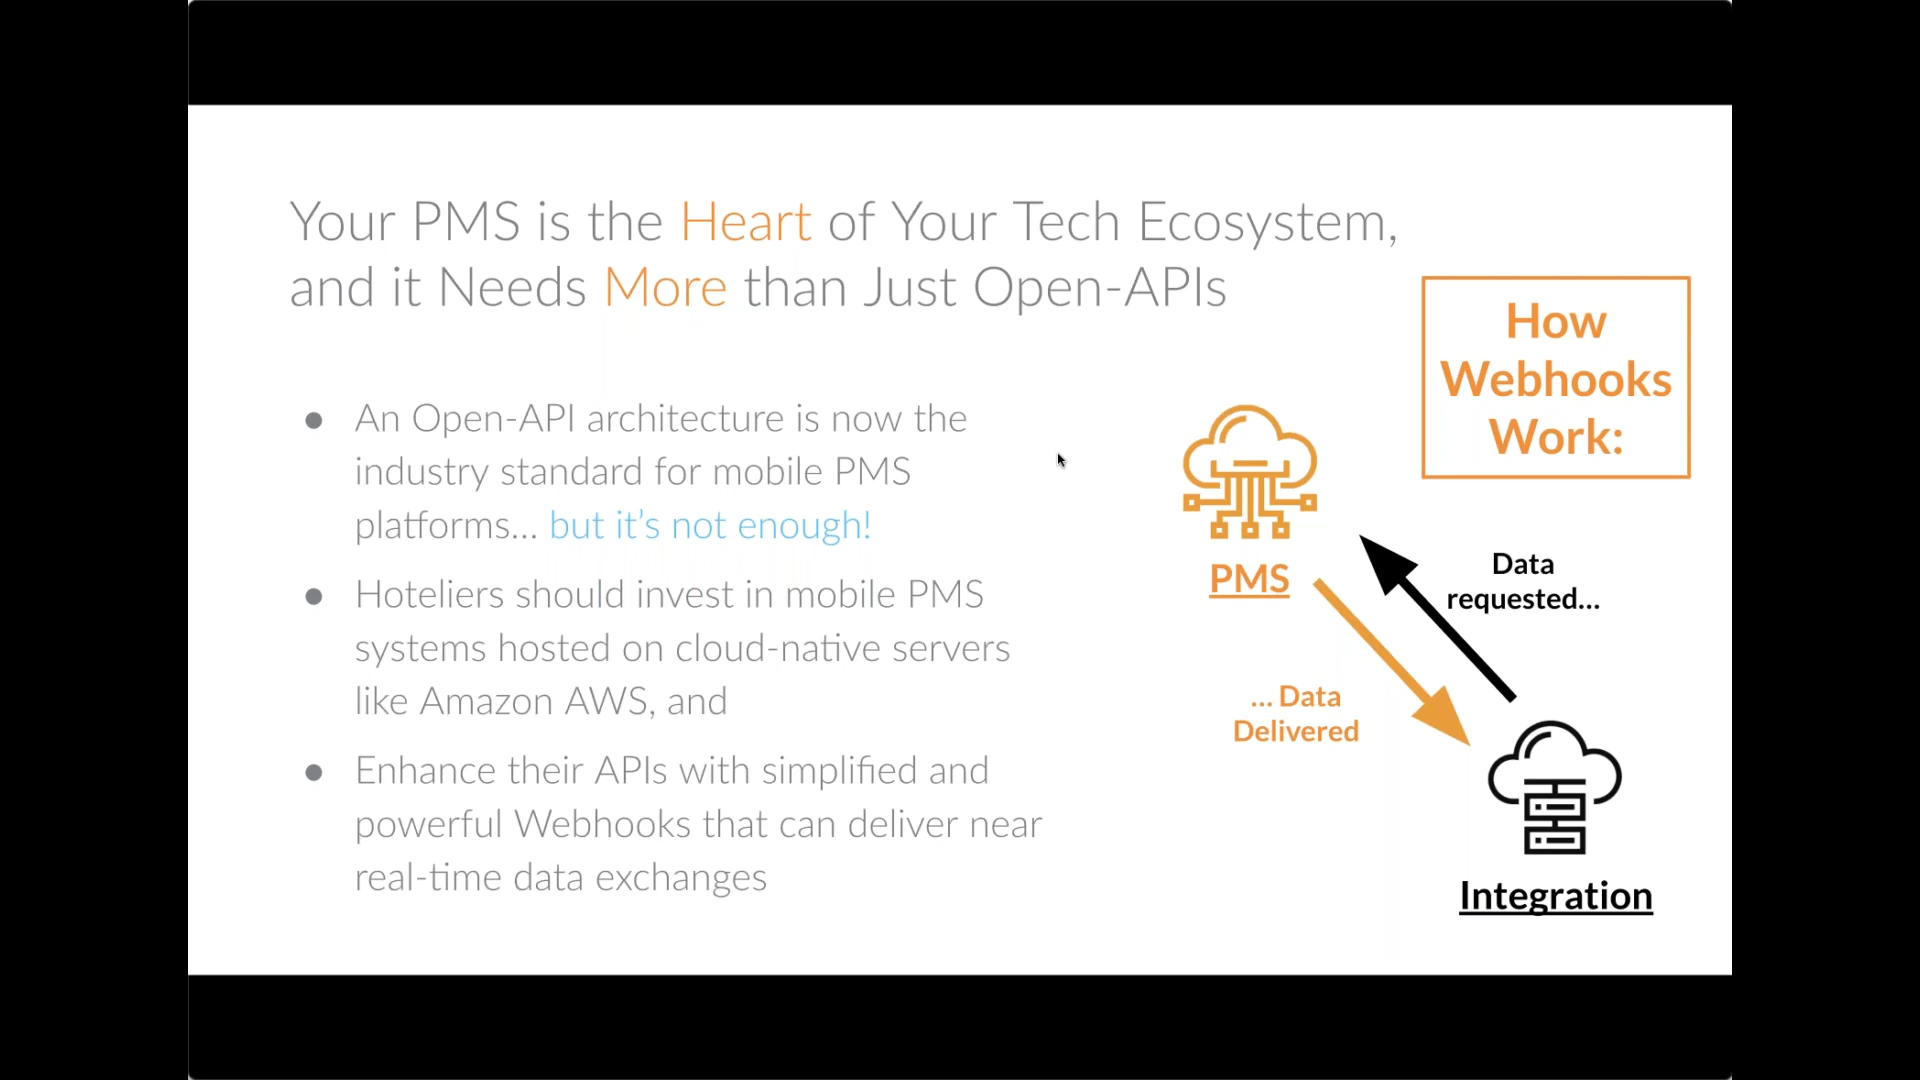 Your PMS is the Heart of Your Tech Ecosystem,
and it Needs More than Just Open-APIs
How
Webhooks
Work:
● An Open-API architecture is now the
industry standard for mobile PMS
platforms... but it's not enough!
● Hoteliers should invest in mobile PMS
systems hosted on cloud-native servers
like Amazon AWS, and
● Enhance their APIs with simplified and
powerful Webhooks that can deliver near
real-time data exchanges
PMS
Data
requested...
... Data
Delivered
Integration